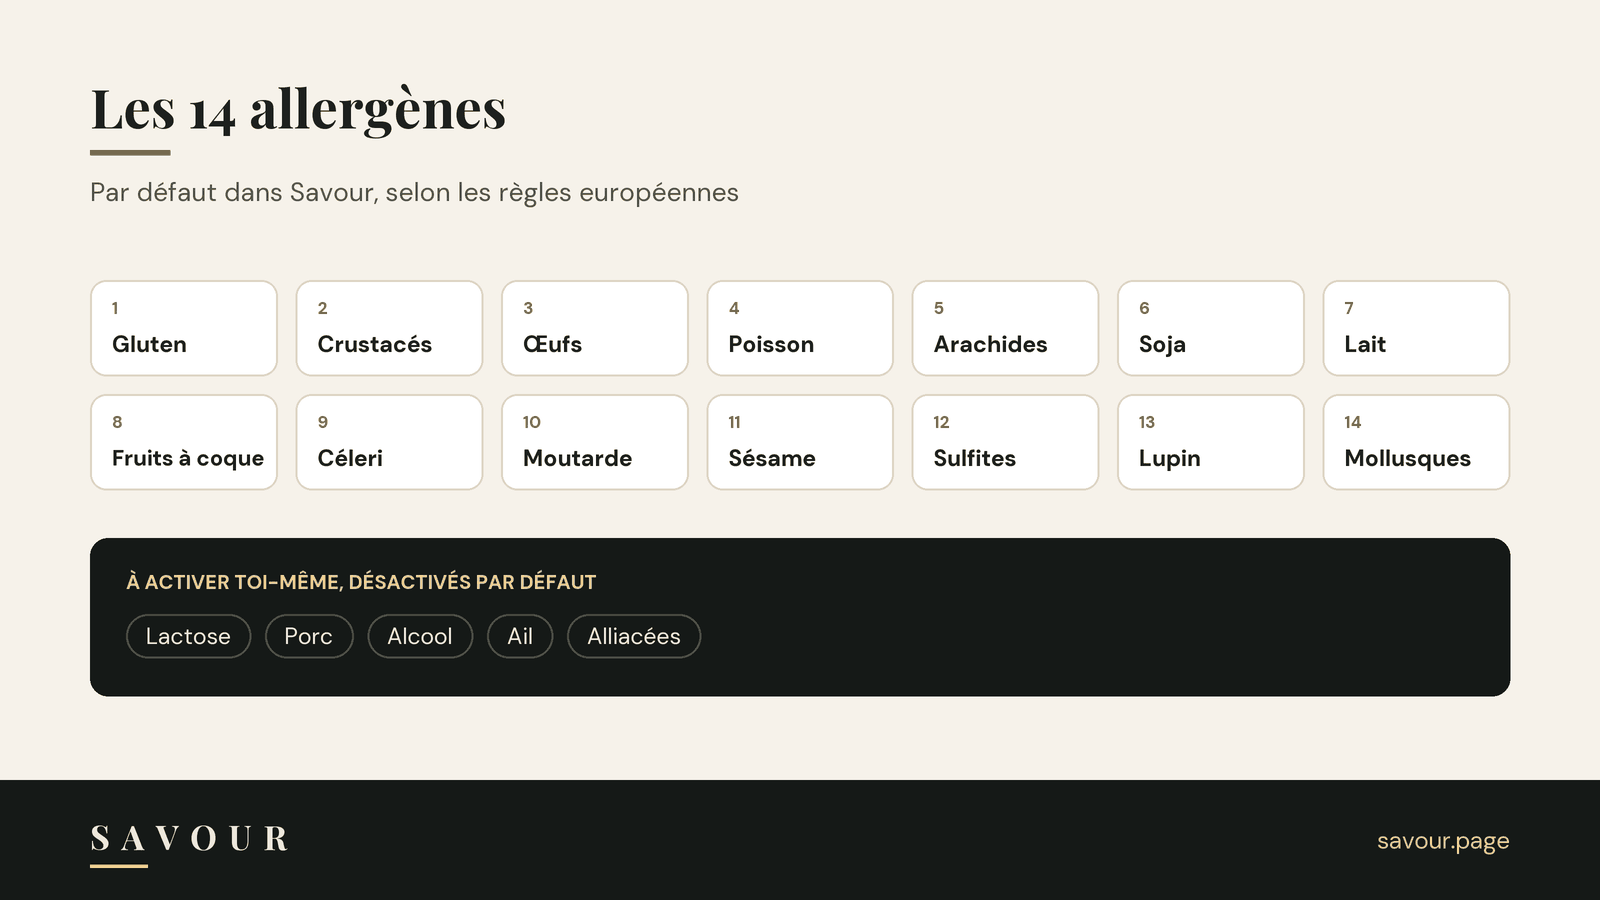 Les 14 allergènes
Par défaut dans Savour, selon les règles européennes
1
Gluten
2
Crustacés
3
Œufs
4
Poisson
5
Arachides
6
Soja
7
Lait
8
Fruits à coque
9
Céleri
10
Moutarde
11
Sésame
12
Sulfites
13
Lupin
14
Mollusques
À ACTIVER TOI-MÊME, DÉSACTIVÉS PAR DÉFAUT
Lactose
Porc
Alcool
Ail
Alliacées
SAVOUR
savour.page